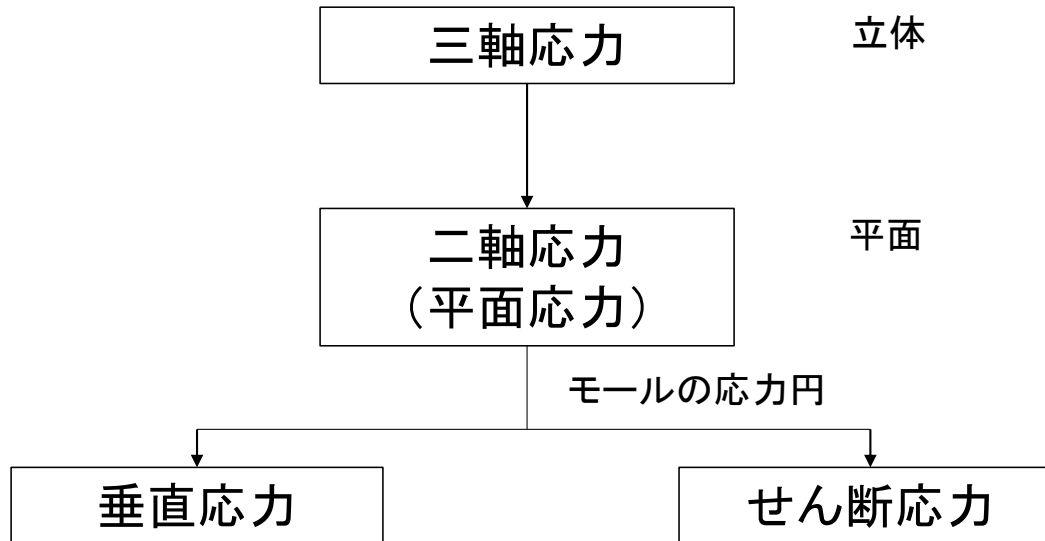 三軸応力
立体
二軸応力
（平面応力）
平面
モールの応力円
垂直応力
せん断応力